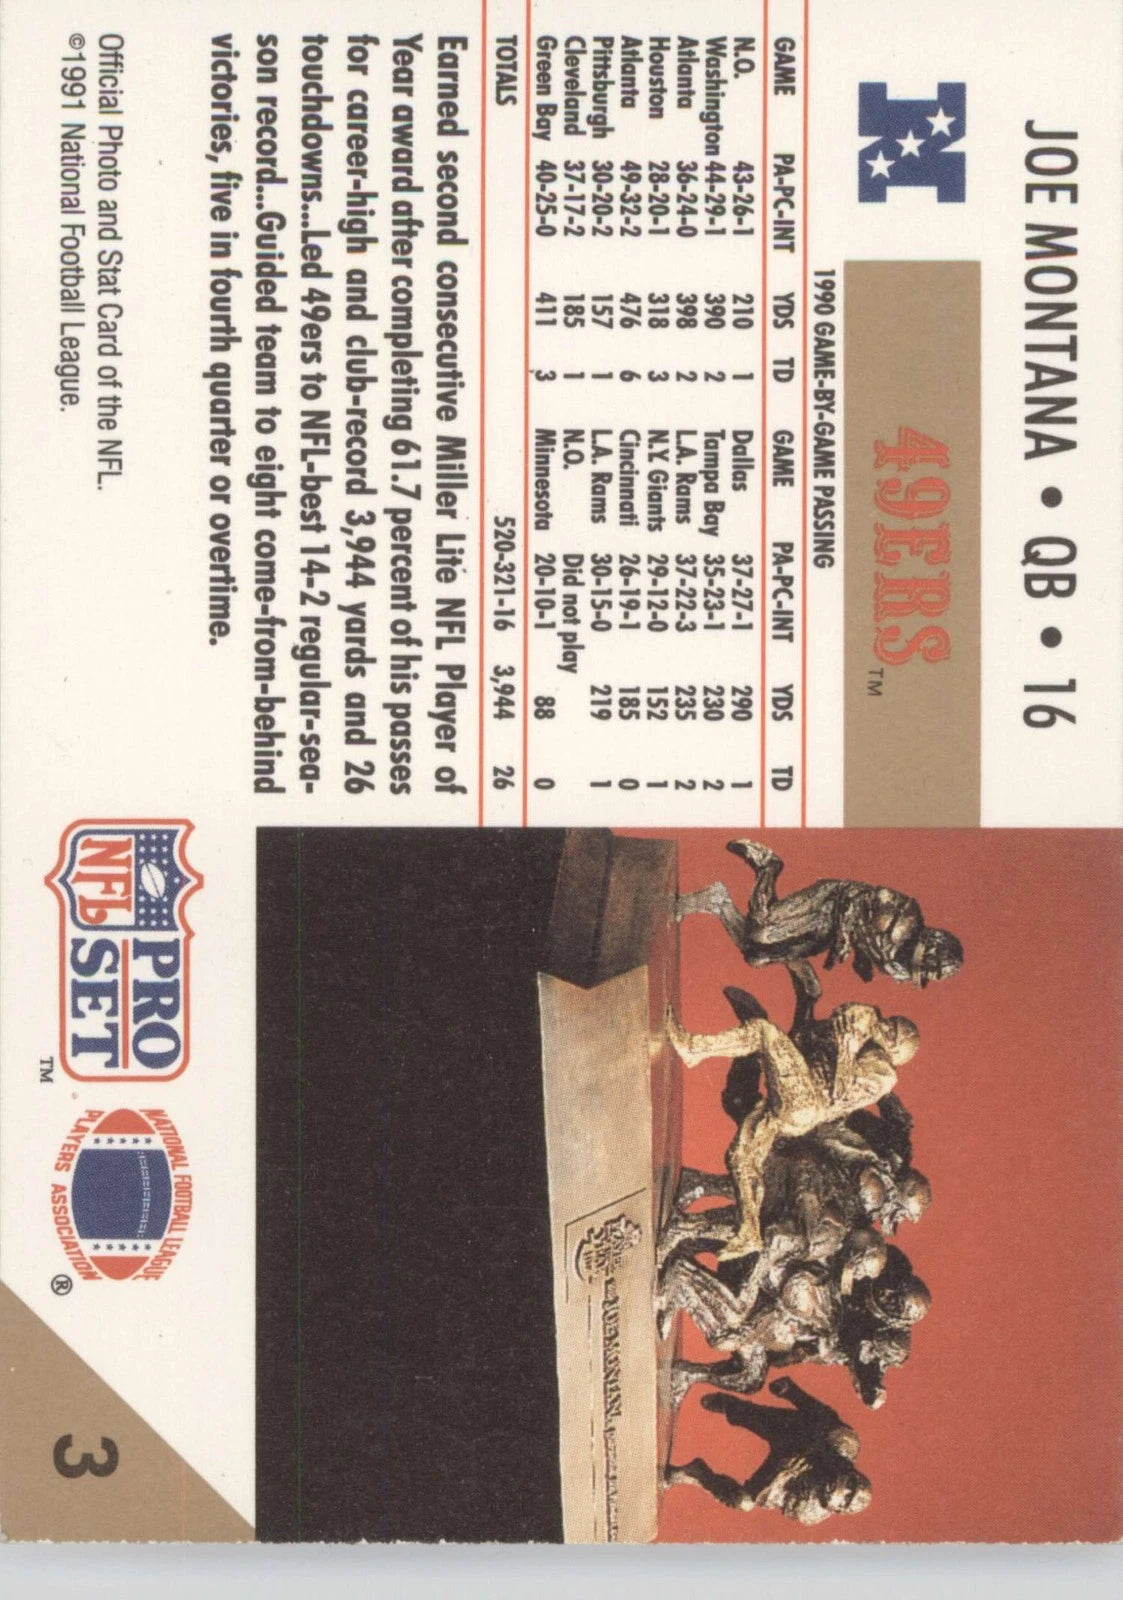 JOE MONTANA • QB • 16
49ERS™
1990 GAME-BY-GAME PASSING
GAME PA-PC-INT YDS TD GAME PA-PC-INT YDS TD
N.O. 43-26-1 210 1 Dallas 37-27-1 290 1
Washington 44-29-1 390 2 Tampa Bay 35-23-1 230 2
Atlanta 36-24-0 398 2 L.A. Rams 37-22-3 235 2
Houston 28-20-1 318 3 N.Y. Giants 29-12-0 152 1
Atlanta 49-32-2 476 6 Cincinnati 26-19-1 185 0
Pittsburgh 30-20-2 157 1 L.A. Rams 30-15-0 219 1
Cleveland 37-17-2 185 1 N.O. Did not play
Green Bay 40-25-0 411 3 Minnesota 20-10-1 88 0
TOTALS 520-321-16 3,944 26
Earned second consecutive Miller Lite NFL Player of
Year award after completing 61.7 percent of his passes
for career-high and club-record 3,944 yards and 26
touchdowns...Led 49ers to NFL-best 14-2 regular-sea-
son record...Guided team to eight come-from-behind
victories, five in fourth quarter or overtime.
Official Photo and Stat Card of the NFL.
©1991 National Football League.
JOE MONTANA
NFL PRO SET™
NATIONAL FOOTBALL LEAGUE
PLAYERS ASSOCIATION®
3